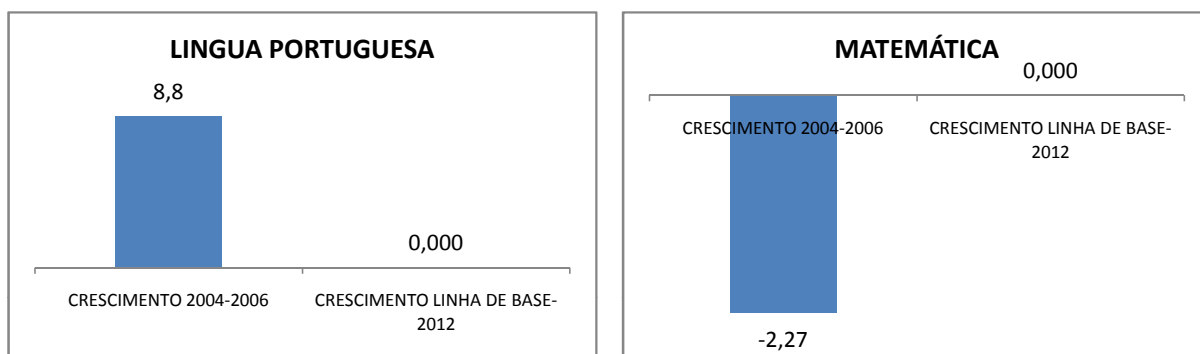 LINGUA PORTUGUESA
8,8
0,000
CRESCIMENTO 2004-2006
CRESCIMENTO LINHA DE BASE-
2012
MATEMÁTICA
0,000
CRESCIMENTO 2004-2006
CRESCIMENTO LINHA DE BASE-
2012
-2,27